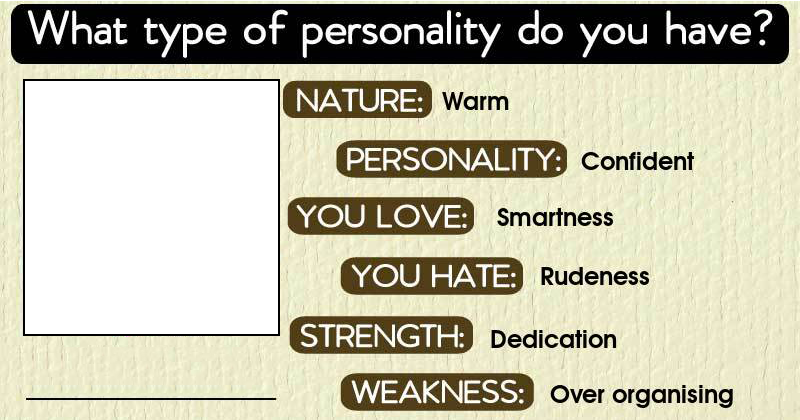 What type of personality do you have?
NATURE: Warm
PERSONALITY: Confident
YOU LOVE: Smartness
YOU HATE: Rudeness
STRENGTH: Dedication
WEAKNESS: Over organising